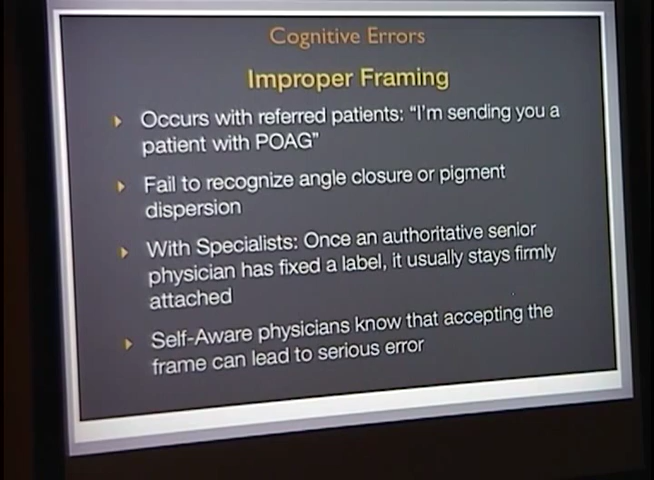 Cognitive Errors
Improper Framing
Occurs with referred patients: "I'm sending you a
patient with POAG"
Fail to recognize angle closure or pigment
dispersion
With Specialists: Once an authoritative senior
physician has fixed a label, it usually stays firmly
attached
Self-Aware physicians know that accepting the
frame can lead to serious error